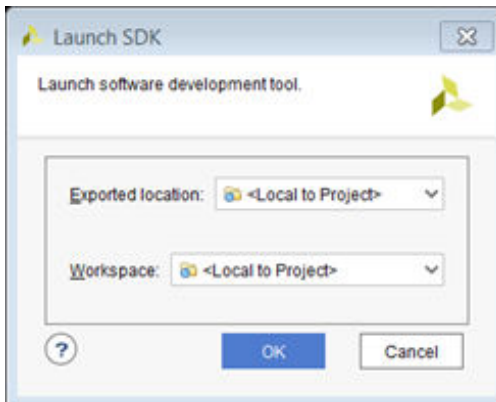 Launch SDK
Launch software development tool.
Exported location: <Local to Project>
Workspace: <Local to Project>
?
OK
Cancel